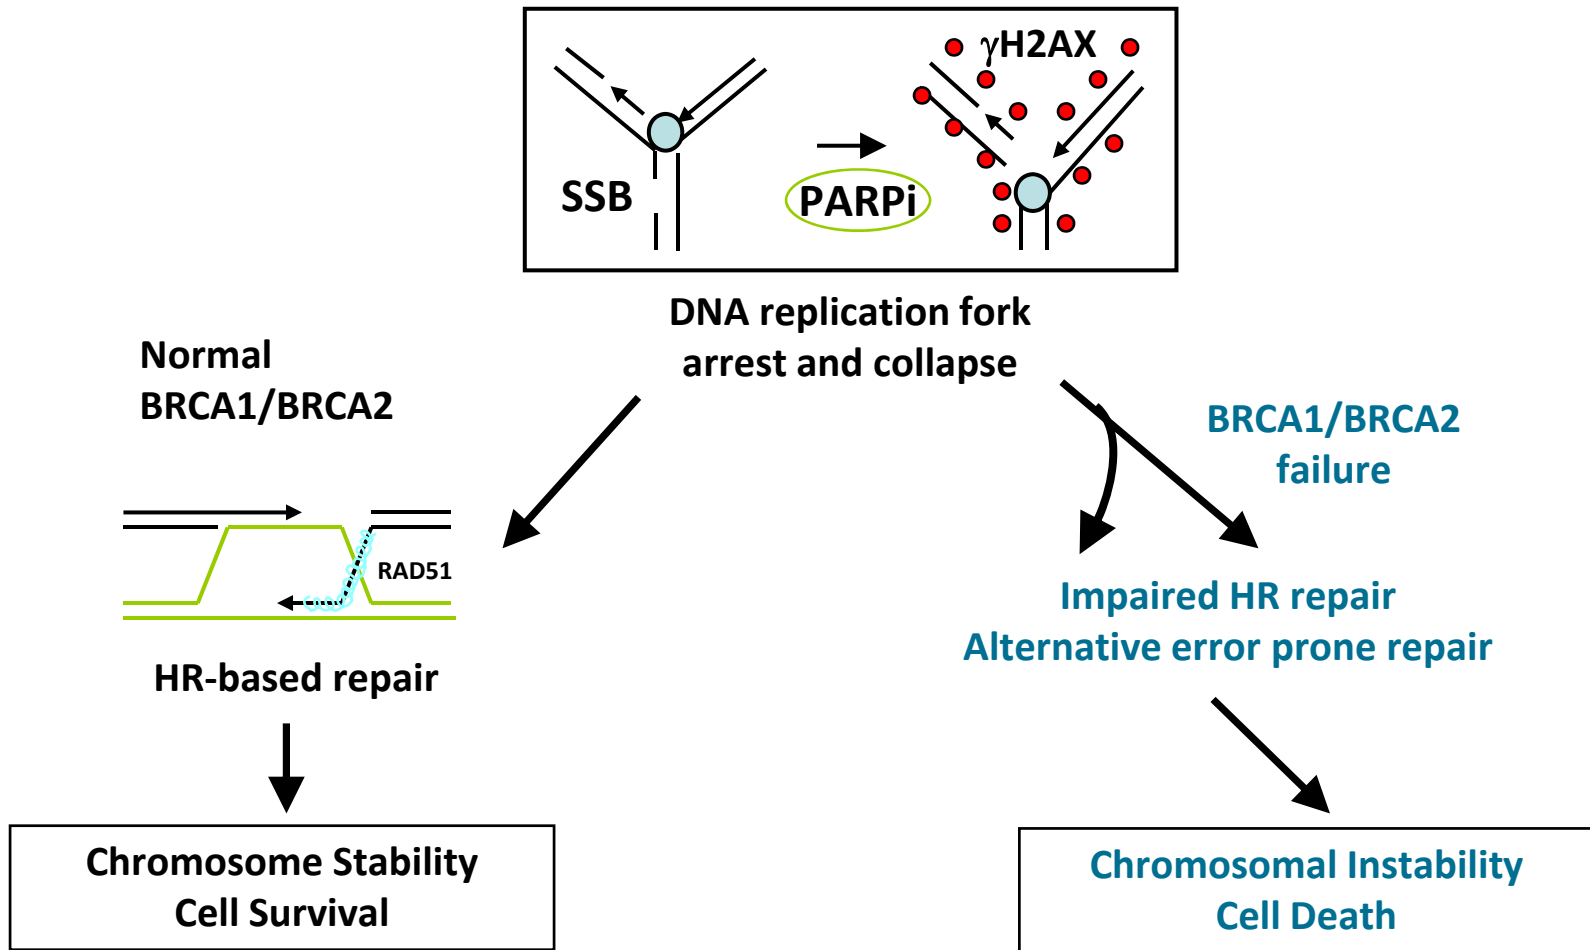 γH2AX
SSB
PARPi
DNA replication fork
arrest and collapse
Normal
BRCA1/BRCA2
BRCA1/BRCA2
failure
RAD51
HR-based repair
Impaired HR repair
Alternative error prone repair
Chromosome Stability
Cell Survival
Chromosomal Instability
Cell Death